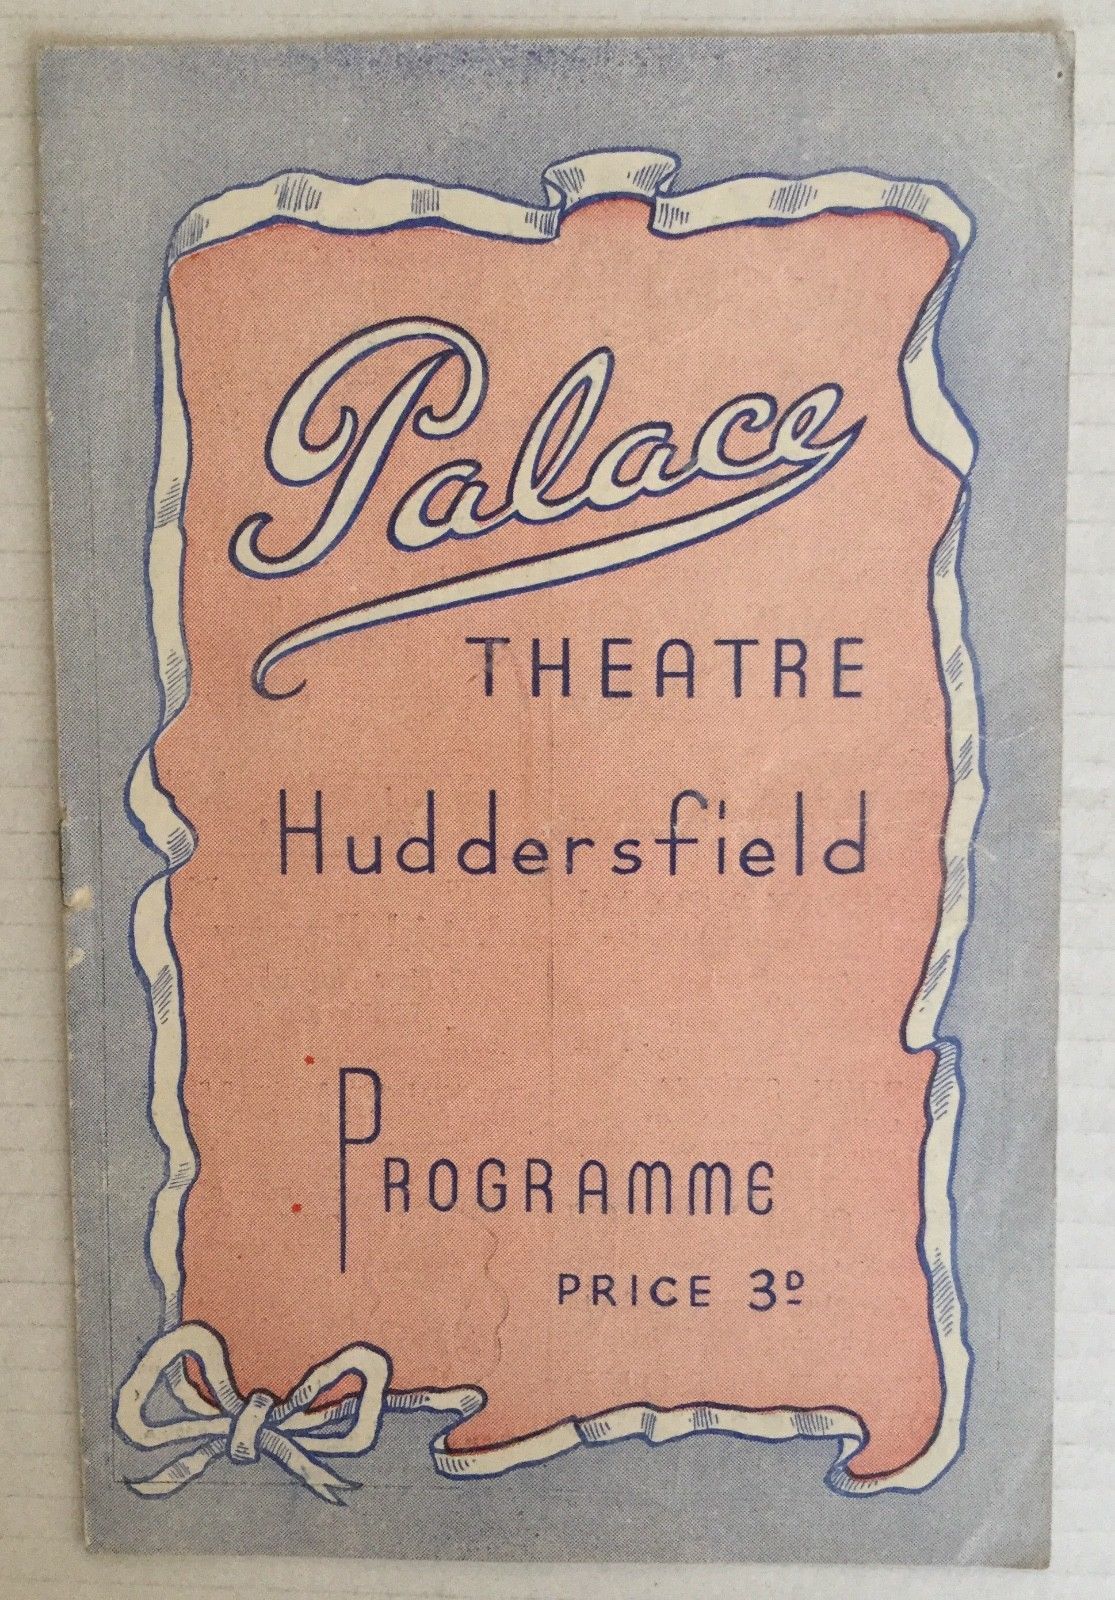 Palace
THEATRE
Huddersfield
PROGRAMME
PRICE 3D